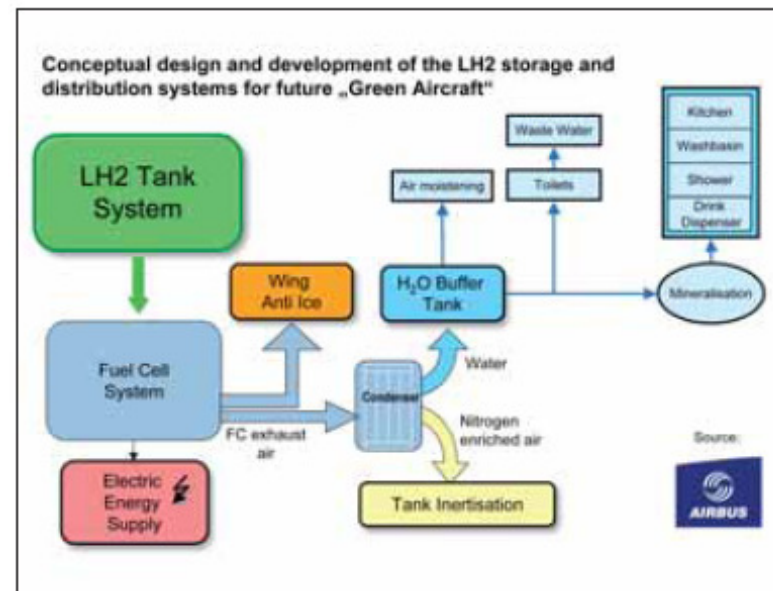 Conceptual design and development of the LH2 storage and
distribution systems for future „Green Aircraft“
LH2 Tank
System
Wing
Anti Ice
Fuel Cell
System
FC exhaust
air
Electric
Energy
Supply
Condenser
Water
Nitrogen
enriched air
Tank Inertisation
H₂O Buffer
Tank
Air moistening
Waste Water
Toilets
Kitchen
Washbasin
Shower
Drink
Dispenser
Mineralisation
Source:
AIRBUS